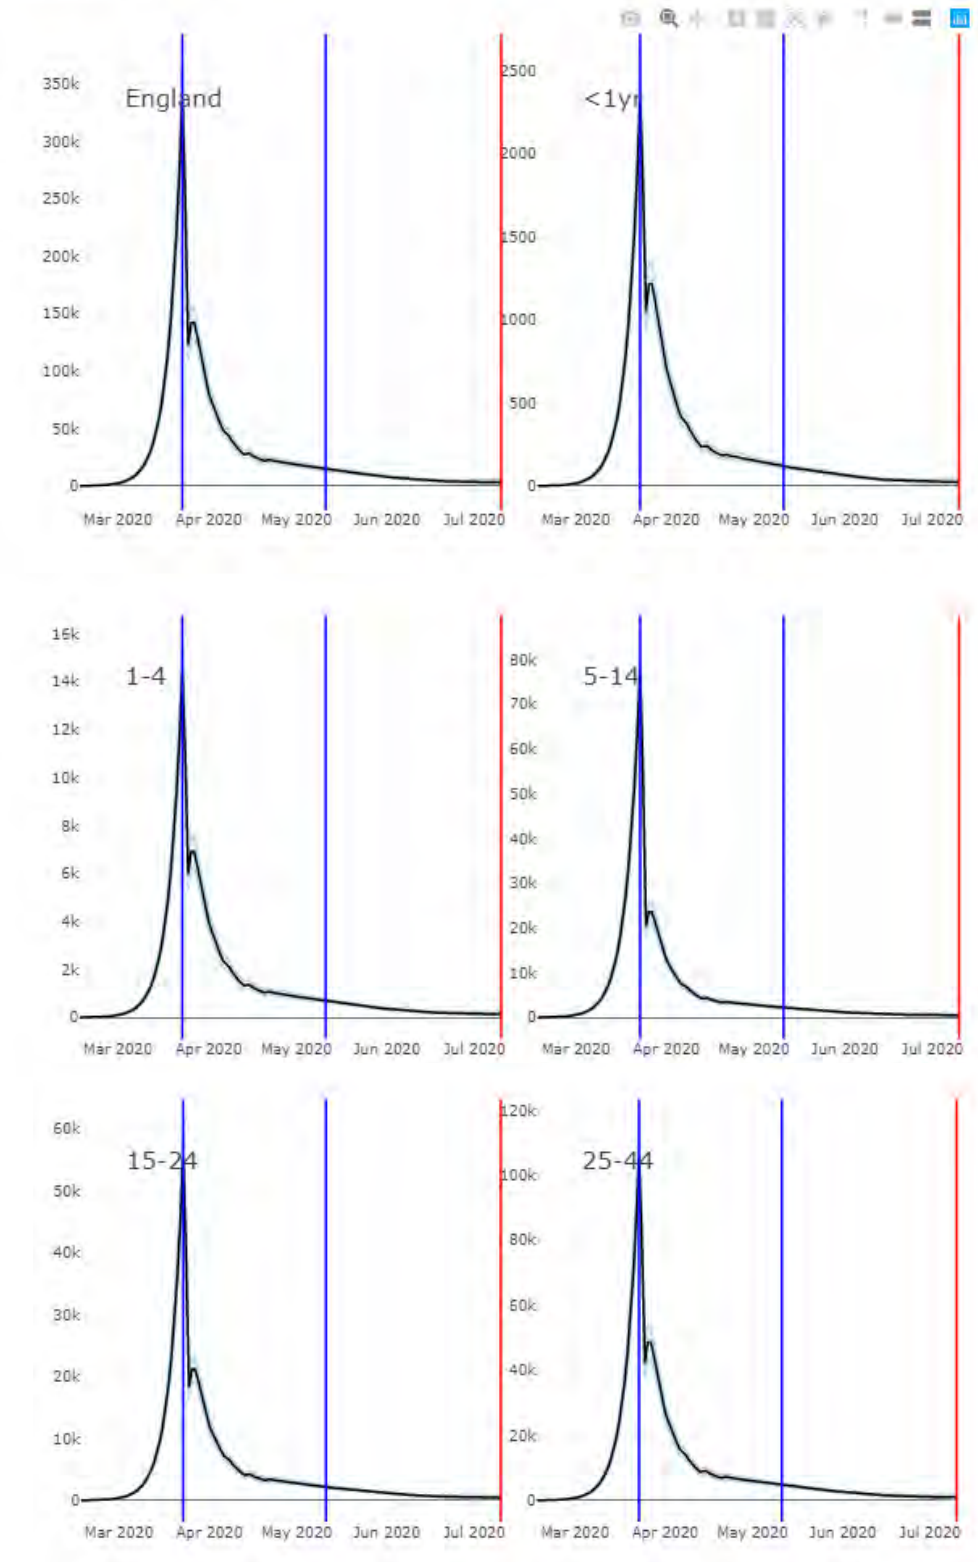 350k
England
300k
250k
200k
150k
100k
50k
0
Mar 2020 Apr 2020 May 2020 Jun 2020 Jul 2020
2500
<1yr
2000
1500
1000
500
0
Mar 2020 Apr 2020 May 2020 Jun 2020 Jul 2020
16k
1-4
14k
12k
10k
8k
6k
4k
2k
0
Mar 2020 Apr 2020 May 2020 Jun 2020 Jul 2020
80k
5-14
70k
60k
50k
40k
30k
20k
10k
0
Mar 2020 Apr 2020 May 2020 Jun 2020 Jul 2020
60k
15-24
50k
40k
30k
20k
10k
0
Mar 2020 Apr 2020 May 2020 Jun 2020 Jul 2020
120k
25-44
100k
80k
60k
40k
20k
0
Mar 2020 Apr 2020 May 2020 Jun 2020 Jul 2020